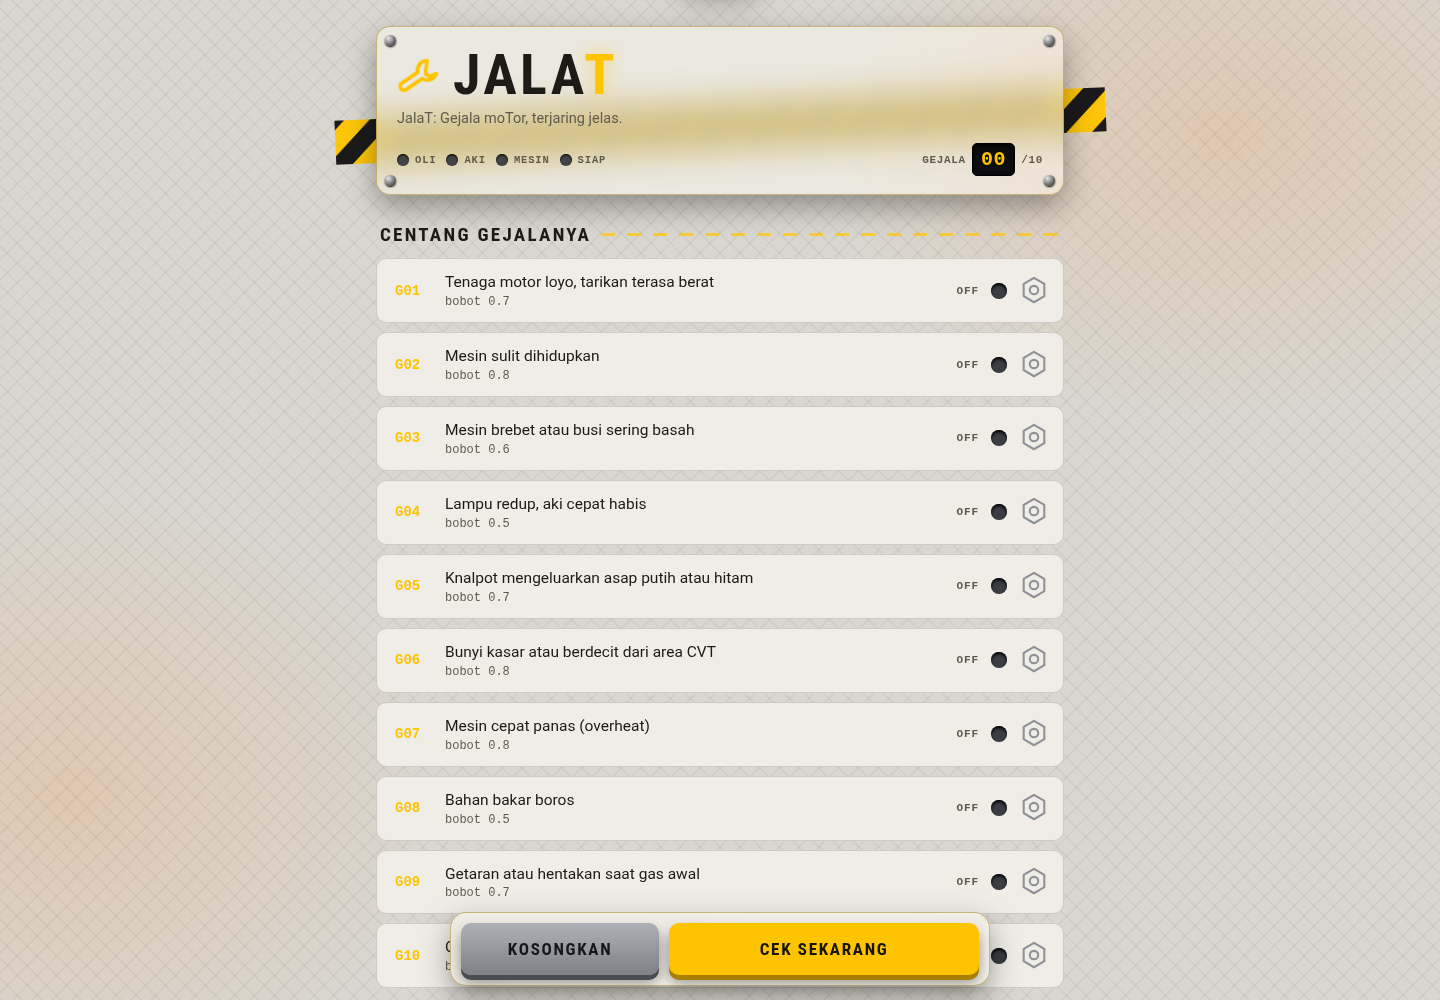 JALAT
JalaT: Gejala moTor, terjaring jelas.
OLI AKI MESIN SIAP
GEJALA 00 /10
CENTANG GEJALANYA
G01 Tenaga motor loyo, tarikan terasa berat OFF
bobot 0.7
G02 Mesin sulit dihidupkan OFF
bobot 0.8
G03 Mesin brebet atau busi sering basah OFF
bobot 0.6
G04 Lampu redup, aki cepat habis OFF
bobot 0.5
G05 Knalpot mengeluarkan asap putih atau hitam OFF
bobot 0.7
G06 Bunyi kasar atau berdecit dari area CVT OFF
bobot 0.8
G07 Mesin cepat panas (overheat) OFF
bobot 0.8
G08 Bahan bakar boros OFF
bobot 0.5
G09 Getaran atau hentakan saat gas awal OFF
bobot 0.7
G10
KOSONGKAN CEK SEKARANG